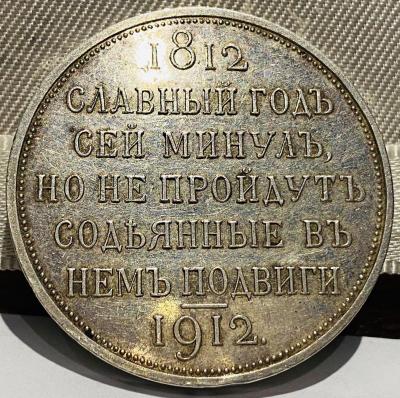 1812
СЛАВНЫЙ ГОДЪ
СЕЙ МИНУЛЪ,
НО НЕ ПРОЙДУТЪ
СОДѢЯННЫЕ ВЪ
НЕМЪ ПОДВИГИ
1912.